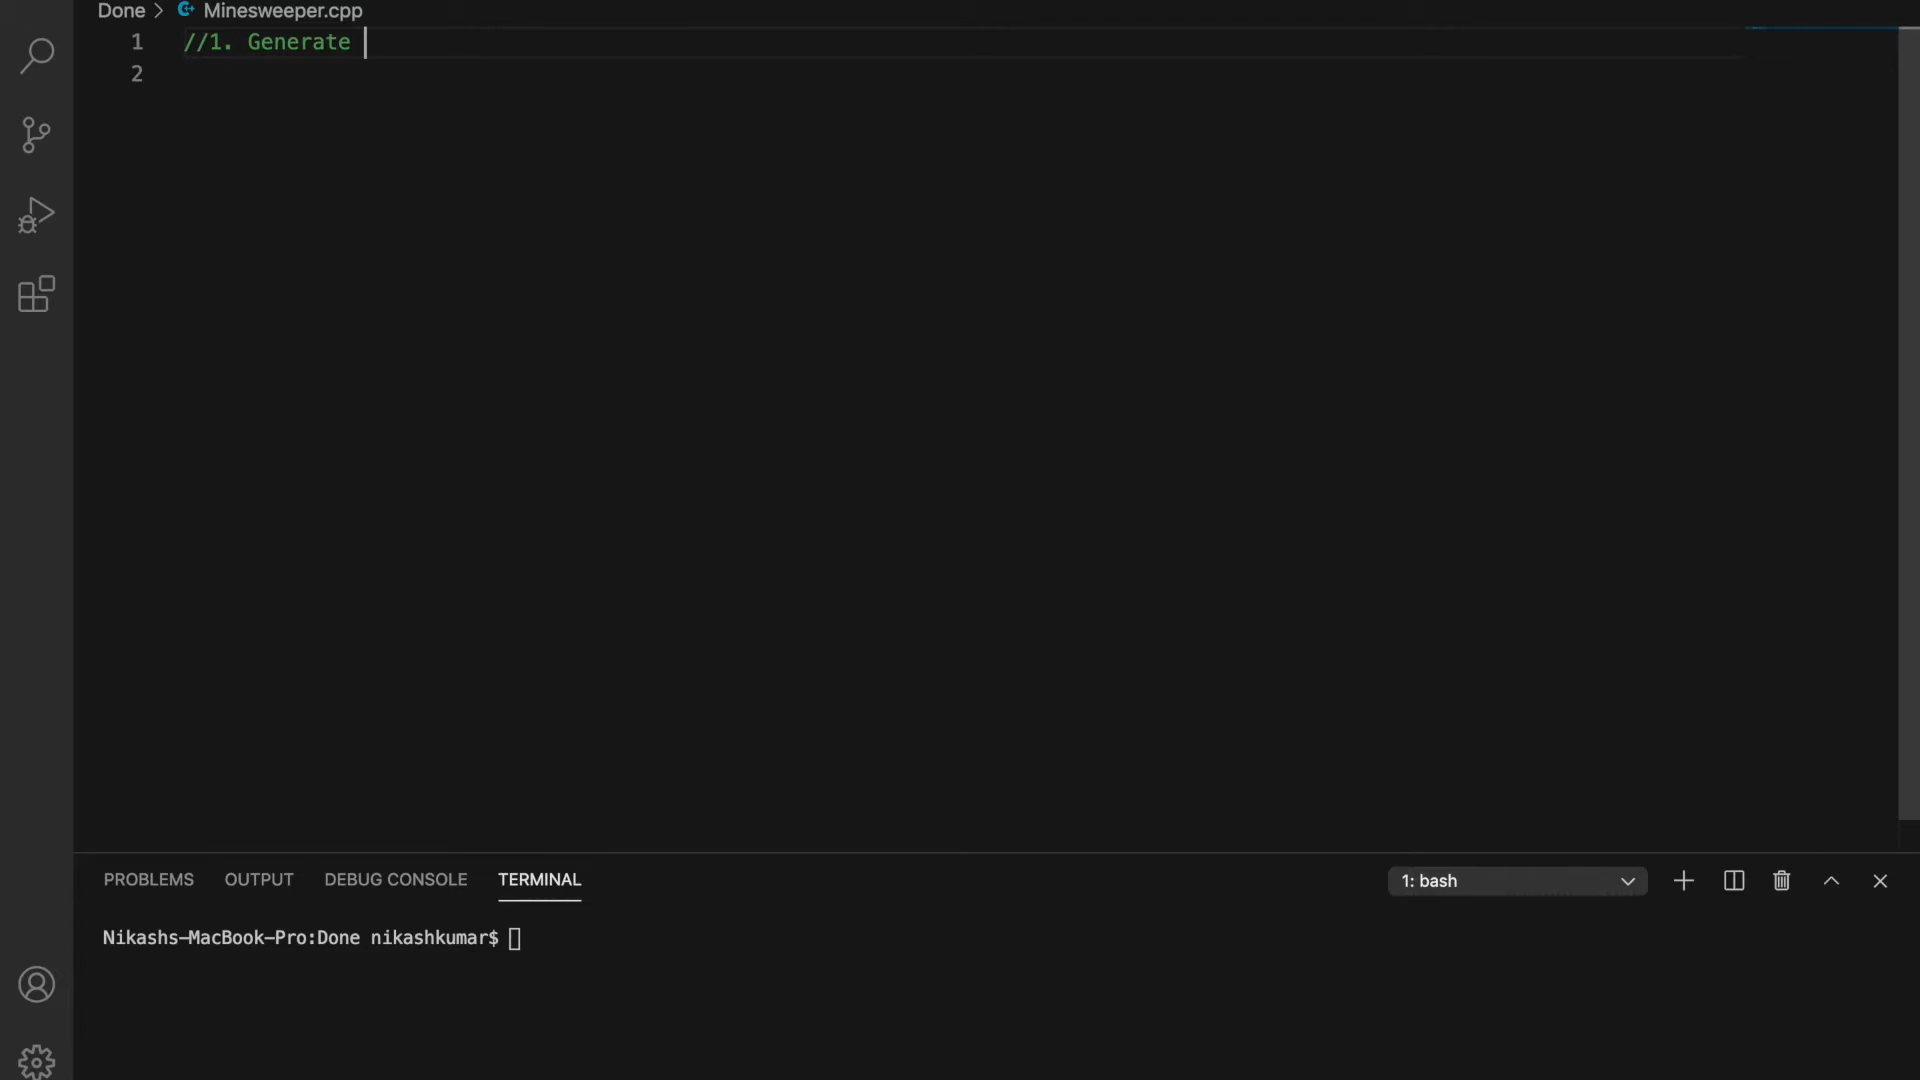 Done > Minesweeper.cpp
1 //1. Generate
2
PROBLEMS OUTPUT DEBUG CONSOLE TERMINAL 1: bash
Nikashs-MacBook-Pro:Done nikashkumar$